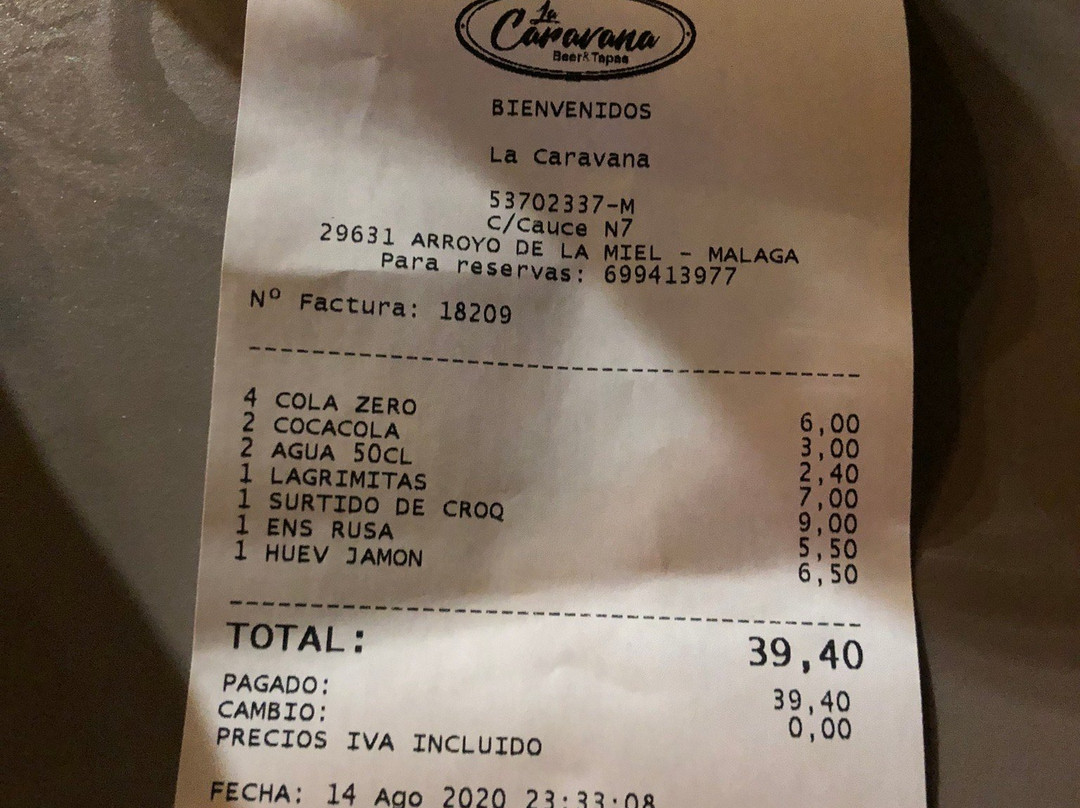 La
Caravana
Beer&Tapas
BIENVENIDOS
La Caravana
53702337-M
C/Cauce N7
29631 ARROYO DE LA MIEL - MALAGA
Para reservas: 699413977
Nº Factura: 18209
4 COLA ZERO 6,00
2 COCACOLA 3,00
2 AGUA 50CL 2,40
1 LAGRIMITAS 7,00
1 SURTIDO DE CROQ 9,00
1 ENS RUSA 5,50
1 HUEV JAMON 6,50
TOTAL: 39,40
PAGADO: 39,40
CAMBIO: 0,00
PRECIOS IVA INCLUIDO
FECHA: 14 Ago 2020 23:33:08